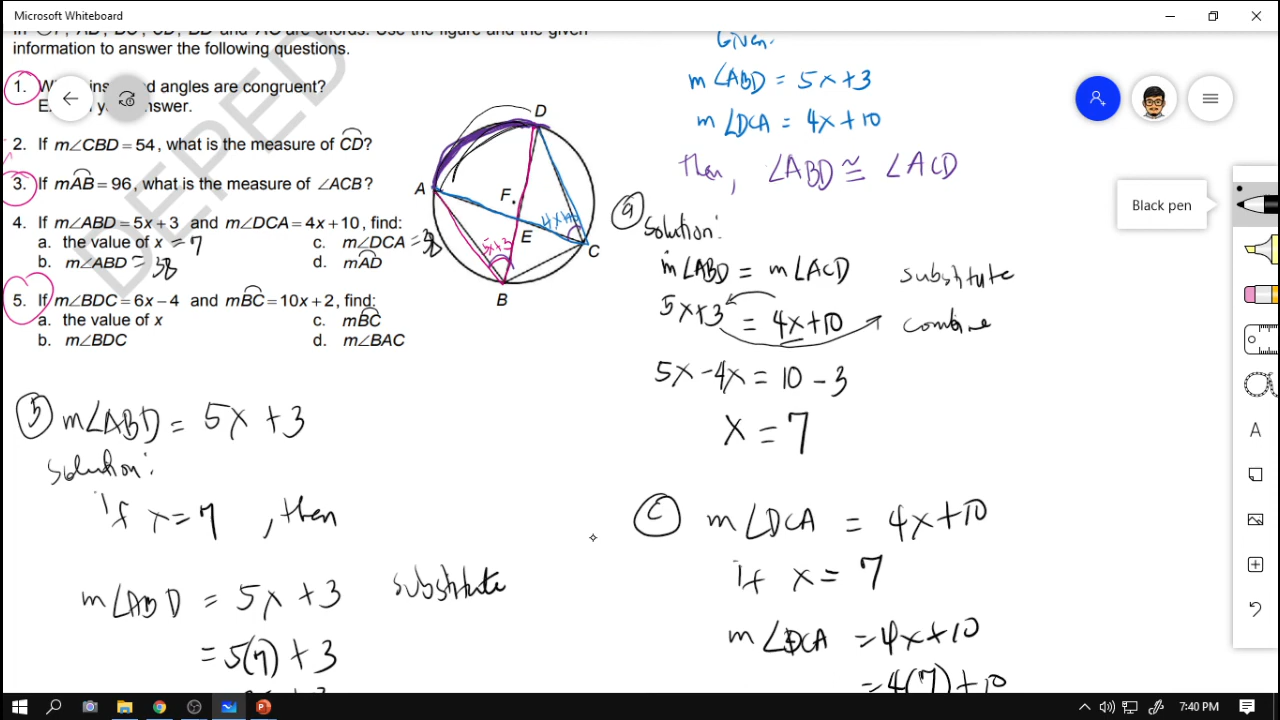 Microsoft Whiteboard
information to answer the following questions.
1.
angles are congruent?
2. If m∠CBD = 54, what is the measure of CD?
3. If mAB = 96, what is the measure of ∠ACB?
4. If m∠ABD = 5x + 3 and m∠DCA = 4x + 10, find:
a. the value of x = 7
c. m∠DCA = 38
b. m∠ABD = 38
d. mAD
5. If m∠BDC = 6x – 4 and mBC = 10x + 2, find:
a. the value of x
c. mBC
b. m∠BDC
d. m∠BAC
DEPED
D
A
F.
4x+10
5x+3
E
C
B
Given:
m∠ABD = 5x+3
m∠DCA = 4x+10
then, ∠ABD ≅ ∠ACD
a
Solution:
m∠ABD = m∠ACD substitute
5x+3 = 4x+10 combine
5x-4x = 10-3
x = 7
b m∠ABD = 5x+3
Solution:
if x=7, then
m∠ABD = 5x+3 substitute
= 5(7)+3
c m∠DCA = 4x+10
if x= 7
m∠DCA = 4x+10
= 4(7)+10
Black pen
A
7:40 PM